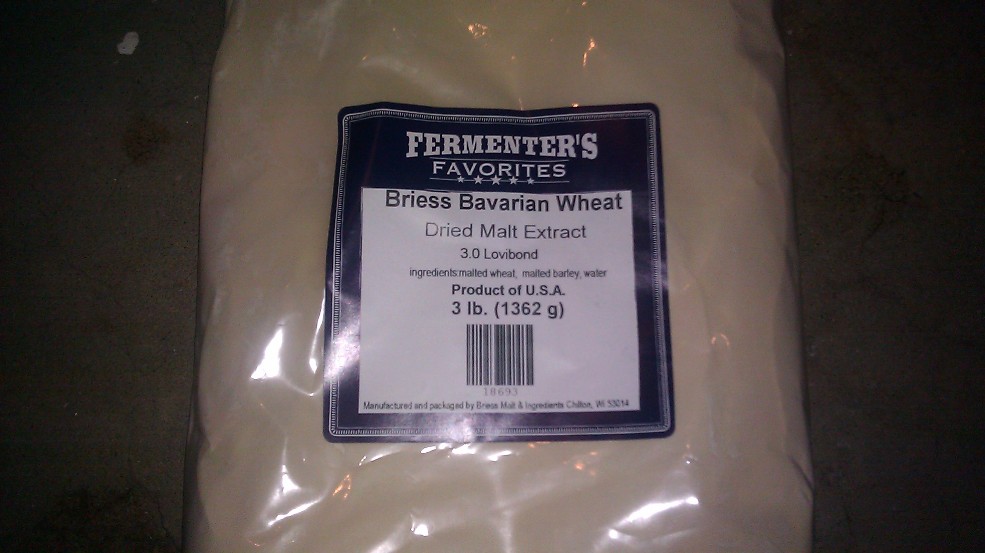 FERMENTER'S
FAVORITES
Briess Bavarian Wheat
Dried Malt Extract
3.0 Lovibond
ingredients:malted wheat, malted barley, water
Product of U.S.A.
3 lb. (1362 g)
18693
Manufactured and packaged by Briess Malt & Ingredients Chilton, WI 53014